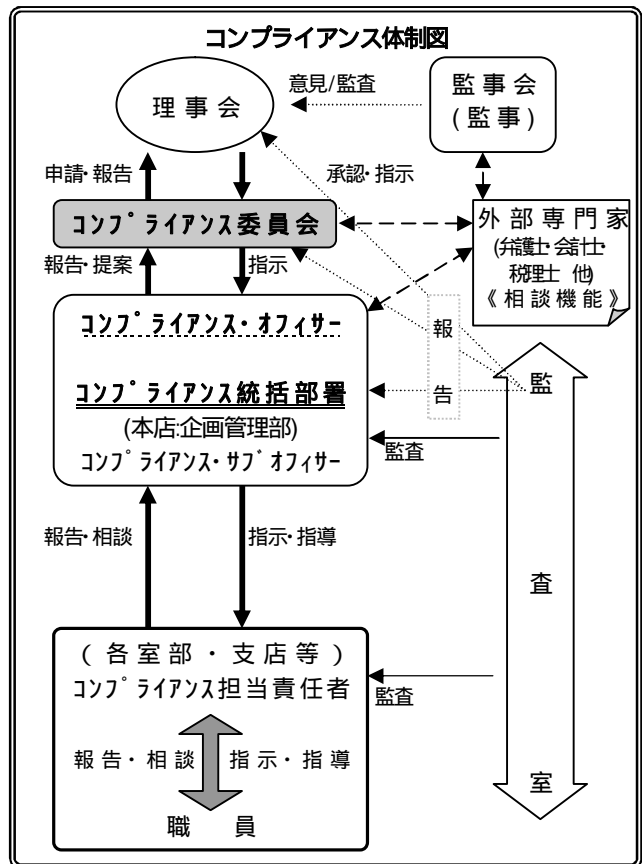 コンプライアンス体制図
理事会
意見/監査
監事会
(監事)
申請・報告
承認・指示
コンプライアンス委員会
外部専門家
(弁護士・会計士・
税理士 他)
《相談機能》
報告・提案
指示
コンプライアンス・オフィサー
報
告
コンプライアンス統括部署
(本店:企画管理部)
コンプライアンス・サブオフィサー
監査
監
査
室
報告・相談
指示・指導
(各室部・支店等)
コンプライアンス担当責任者
監査
報告・相談
指示・指導
職員